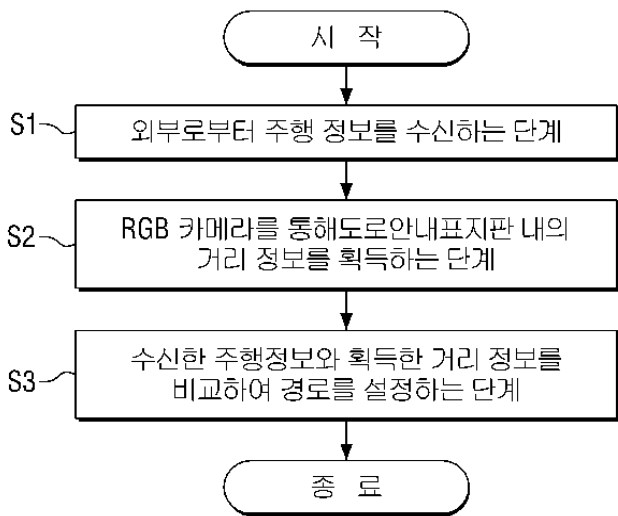 시 작
S1
외부로부터 주행 정보를 수신하는 단계
S2
RGB 카메라를 통해도로안내표지판 내의
거리 정보를 획득하는 단계
S3
수신한 주행정보와 획득한 거리 정보를
비교하여 경로를 설정하는 단계
종 료